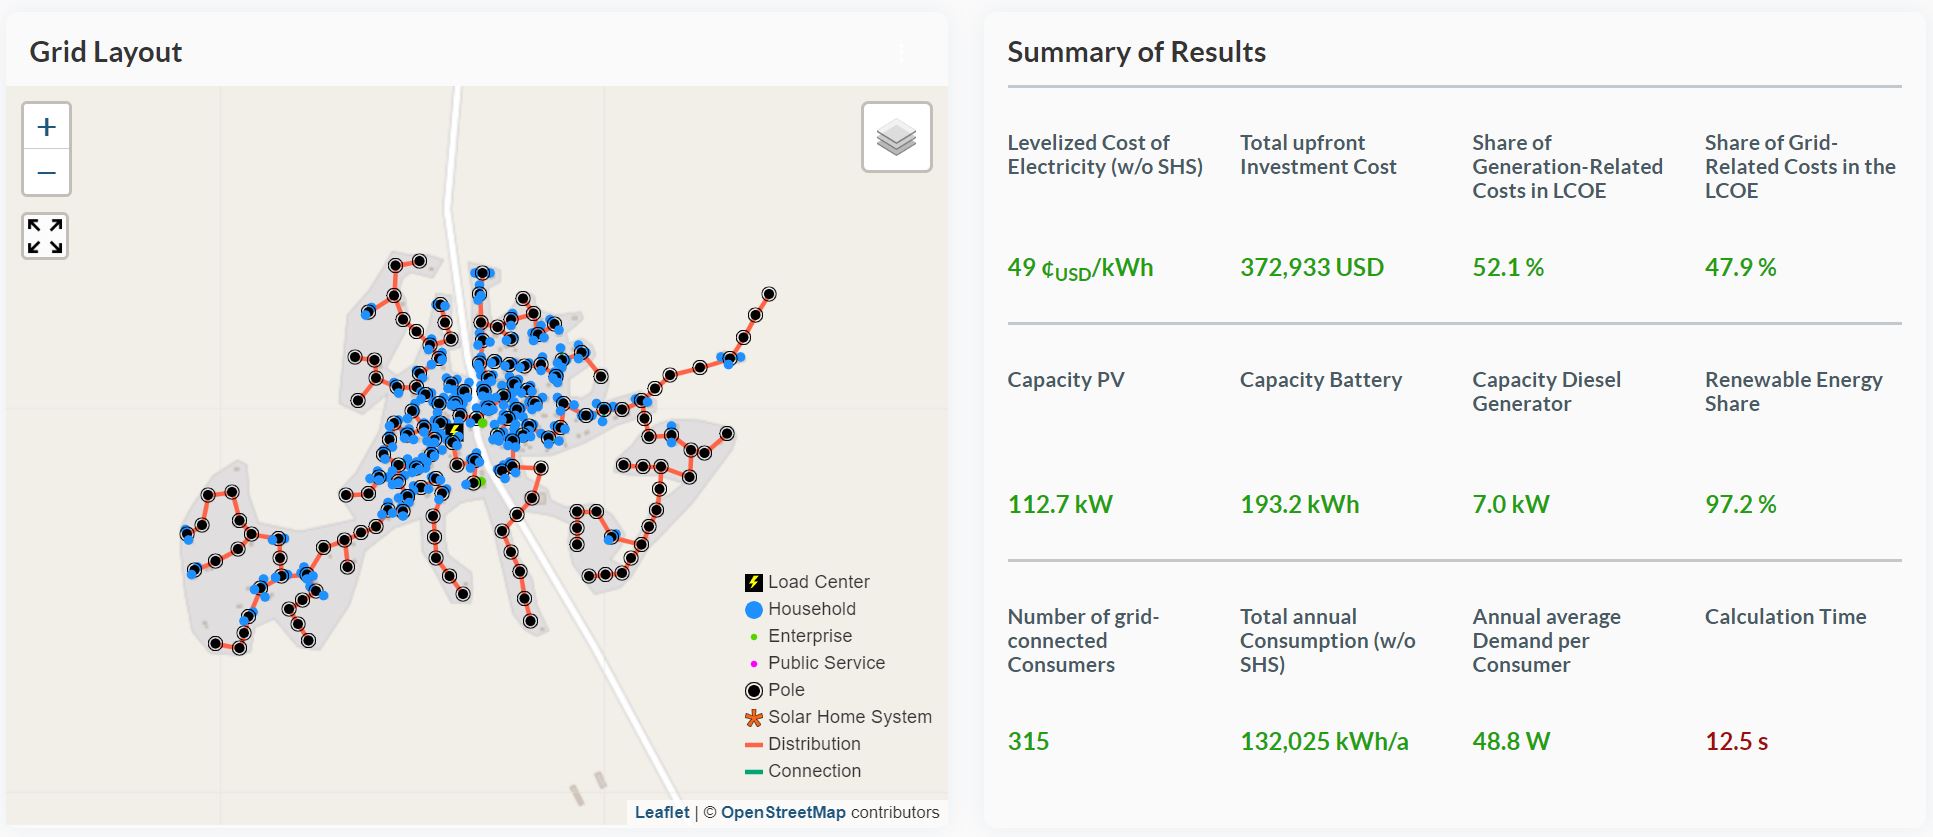 Grid Layout
+
−
Load Center
Household
Enterprise
Public Service
Pole
Solar Home System
Distribution
Connection
Leaflet | © OpenStreetMap contributors
Summary of Results
Levelized Cost of
Electricity (w/o SHS)
49 ¢USD/kWh
Total upfront
Investment Cost
372,933 USD
Share of
Generation-Related
Costs in LCOE
52.1 %
Share of Grid-
Related Costs in the
LCOE
47.9 %
Capacity PV
112.7 kW
Capacity Battery
193.2 kWh
Capacity Diesel
Generator
7.0 kW
Renewable Energy
Share
97.2 %
Number of grid-
connected
Consumers
315
Total annual
Consumption (w/o
SHS)
132,025 kWh/a
Annual average
Demand per
Consumer
48.8 W
Calculation Time
12.5 s